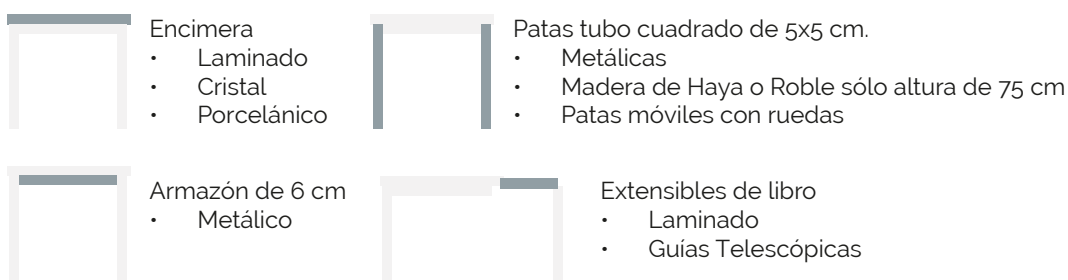 Encimera
• Laminado
• Cristal
• Porcelánico
Patas tubo cuadrado de 5x5 cm.
• Metálicas
• Madera de Haya o Roble sólo altura de 75 cm
• Patas móviles con ruedas
Armazón de 6 cm
• Metálico
Extensibles de libro
• Laminado
• Guías Telescópicas